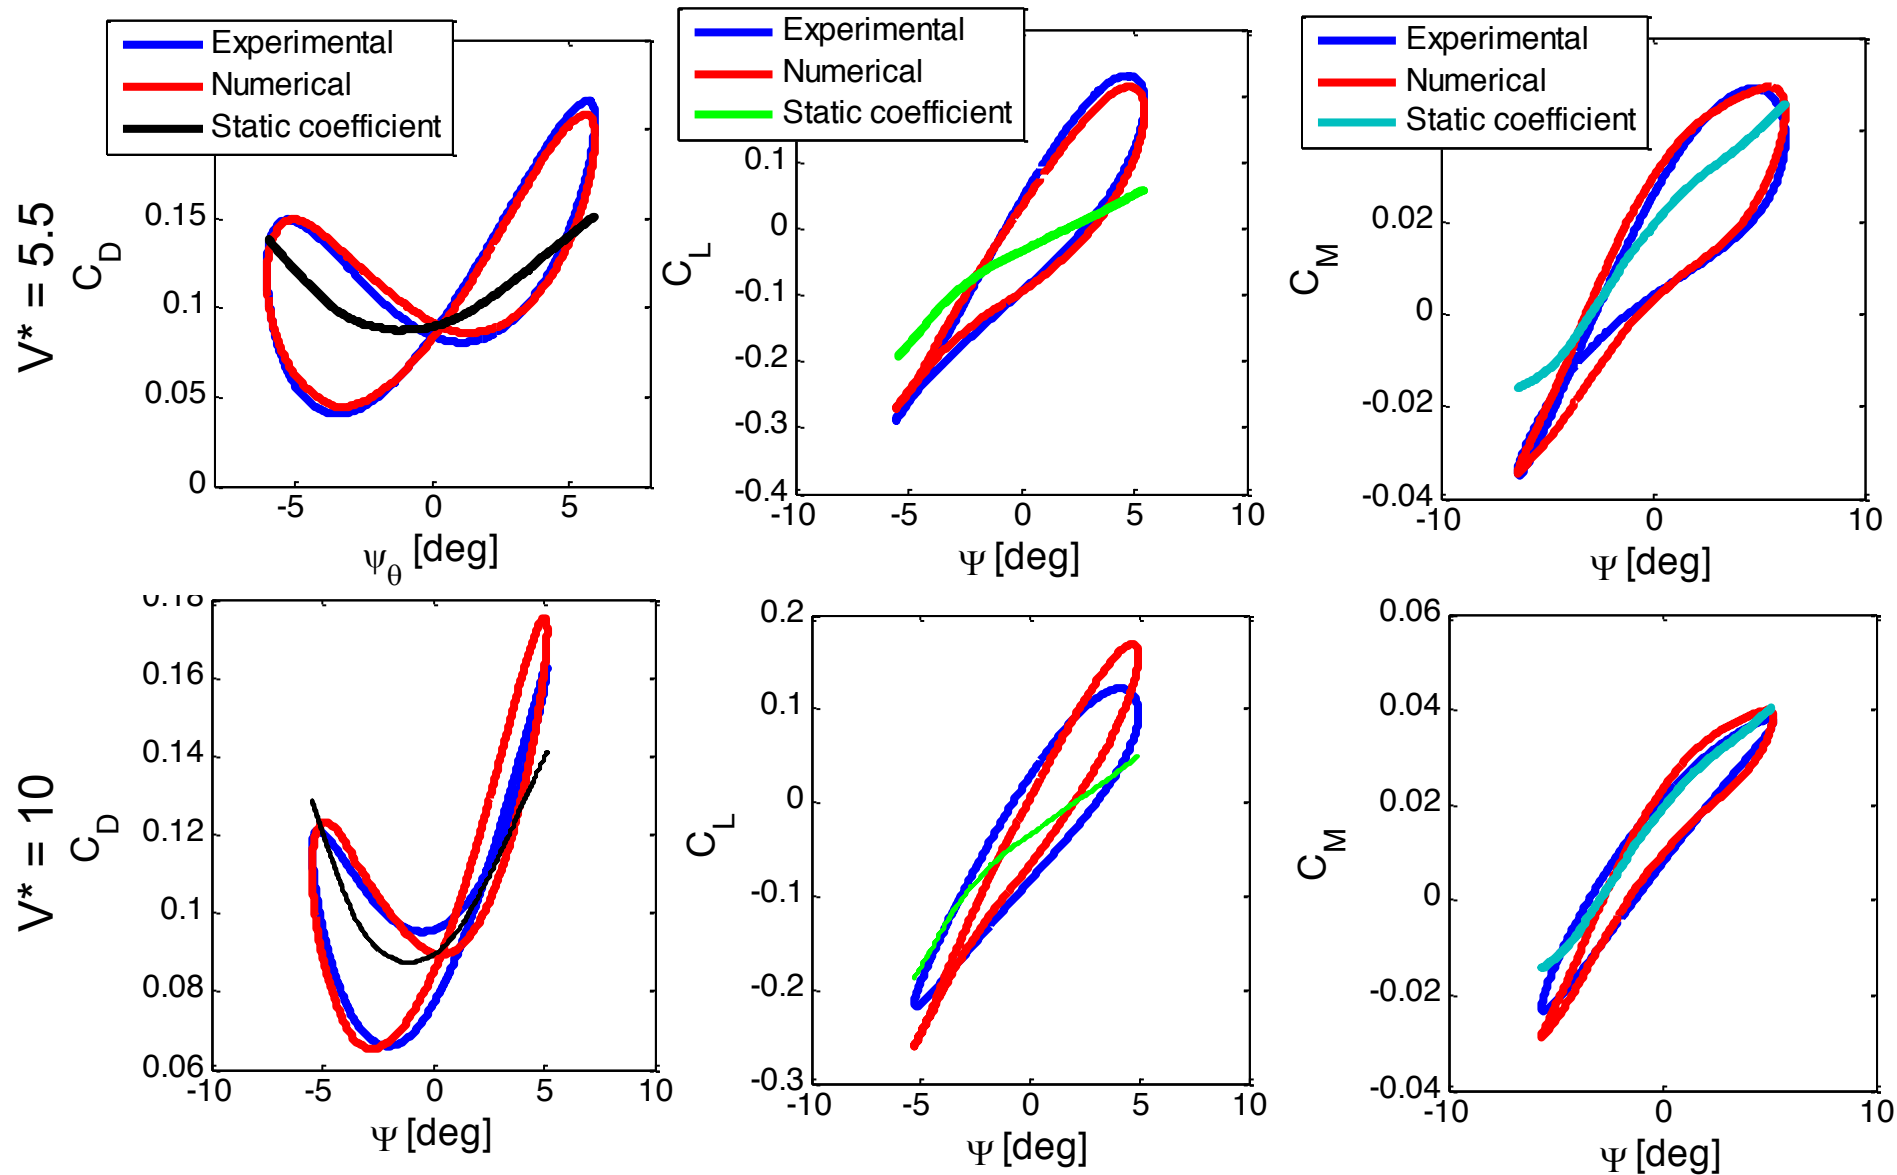 Experimental
Numerical
Static coefficient
V* = 5.5
C_D
0.15
0.1
0.05
0
-5
0
5
ψ_θ [deg]
Experimental
Numerical
Static coefficient
C_L
0.1
0
-0.1
-0.2
-0.3
-0.4
-10
-5
0
5
10
Ψ [deg]
Experimental
Numerical
Static coefficient
C_M
0.02
0
-0.02
-0.04
-10
0
10
Ψ [deg]
V* = 10
C_D
0.18
0.16
0.14
0.12
0.1
0.08
0.06
-10
-5
0
5
10
Ψ [deg]
C_L
0.2
0.1
0
-0.1
-0.2
-0.3
-10
-5
0
5
10
Ψ [deg]
C_M
0.06
0.04
0.02
0
-0.02
-0.04
-10
0
10
Ψ [deg]